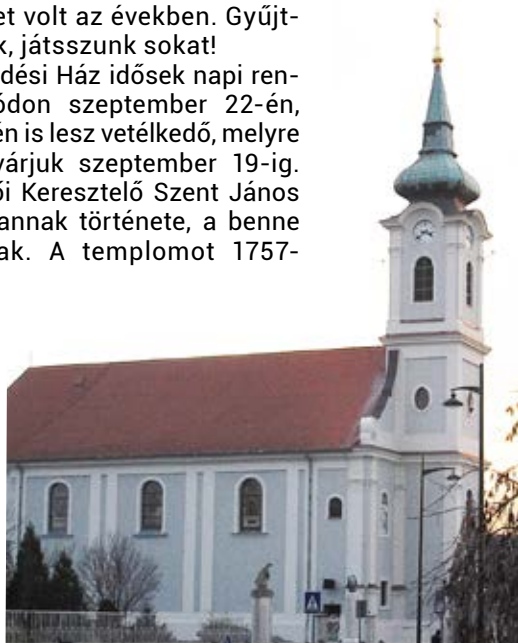 et volt az években. Gyűjt-
k, játsszunk sokat!
dési Ház idősek napi ren-
ódon szeptember 22-én,
én is lesz vetélkedő, melyre
várjuk szeptember 19-ig.
ői Keresztelő Szent János
annak története, a benne
ak. A templomot 1757-